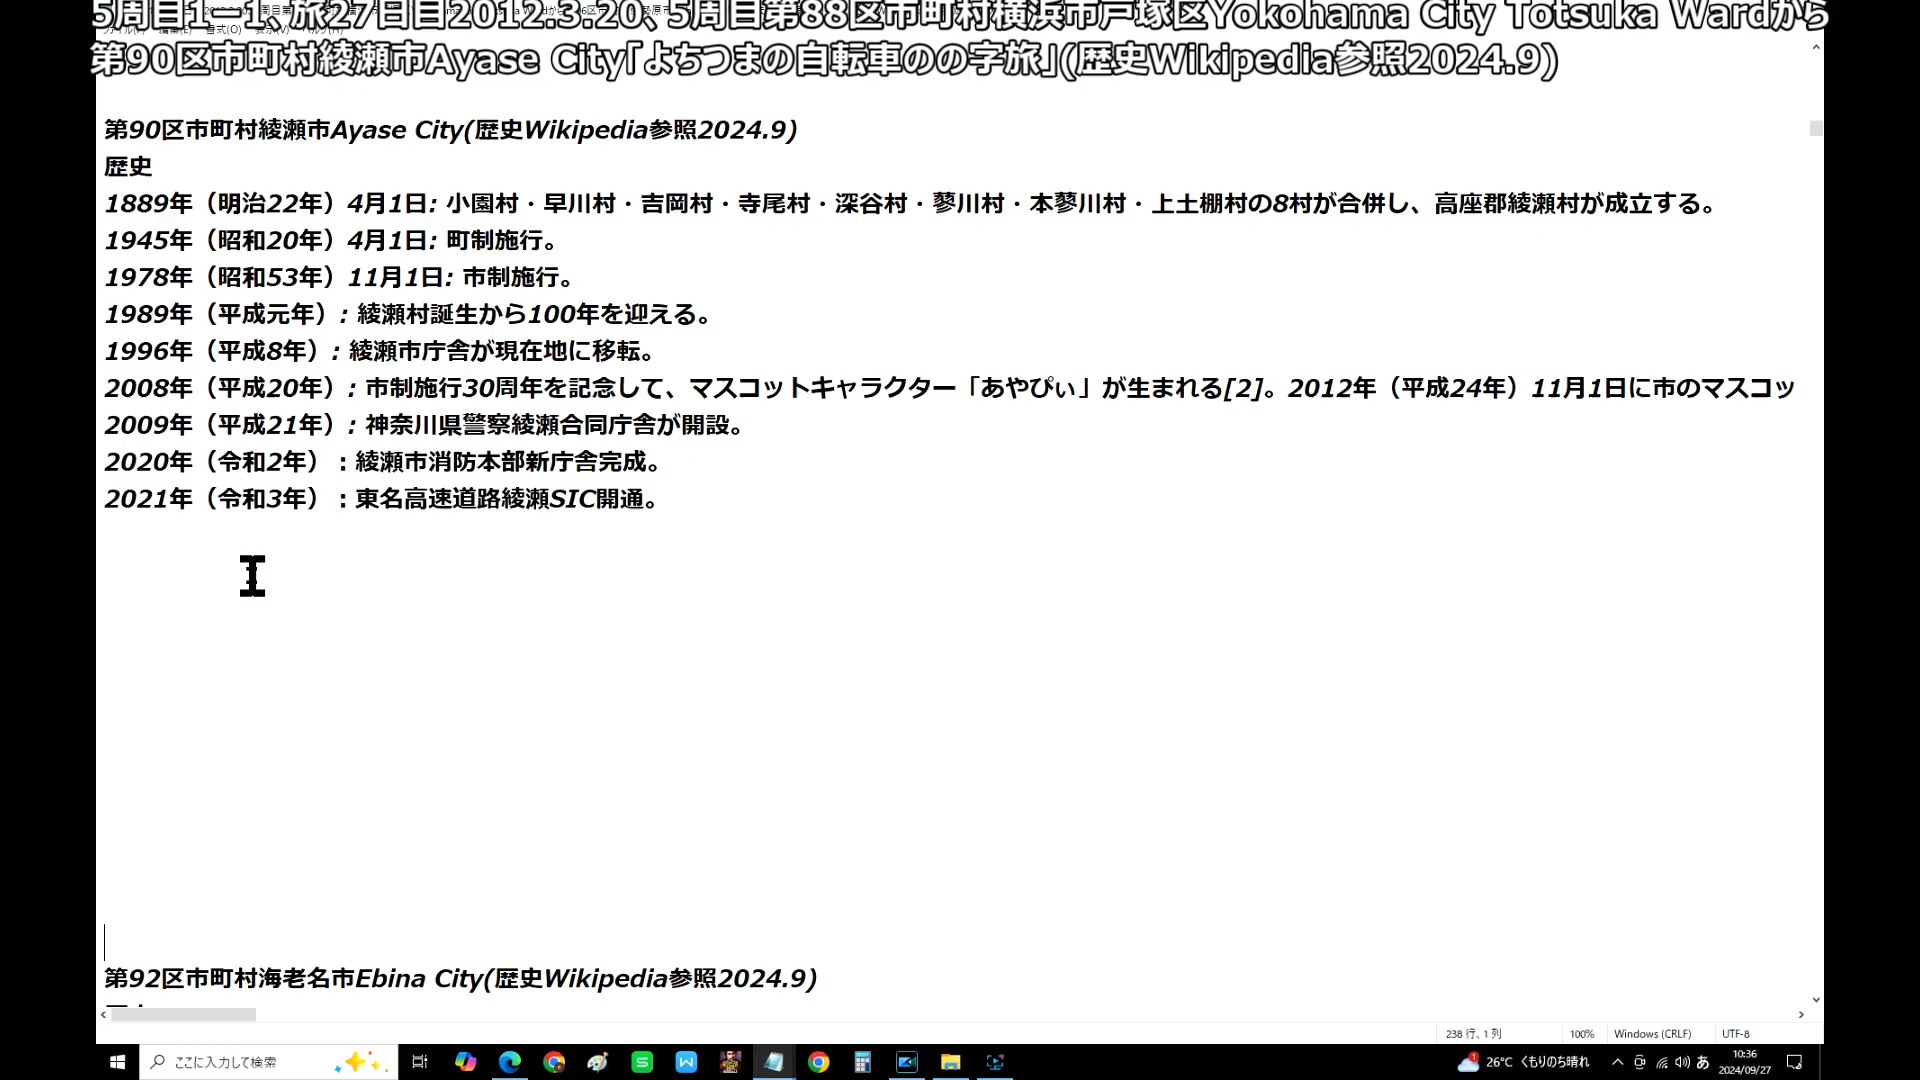 5周目1ー1、旅27日目2012.3.20、5周目第88区市町村横浜市戸塚区Yokohama City Totsuka Wardから
第90区市町村綾瀬市Ayase City「よちつまの自転車のの字旅」(歴史Wikipedia参照2024.9)
第90区市町村綾瀬市Ayase City(歴史Wikipedia参照2024.9)
歴史
1889年（明治22年）4月1日: 小園村・早川村・吉岡村・寺尾村・深谷村・蓼川村・本蓼川村・上土棚村の8村が合併し、高座郡綾瀬村が成立する。
1945年（昭和20年）4月1日: 町制施行。
1978年（昭和53年）11月1日: 市制施行。
1989年（平成元年）: 綾瀬村誕生から100年を迎える。
1996年（平成8年）: 綾瀬市庁舎が現在地に移転。
2008年（平成20年）: 市制施行30周年を記念して、マスコットキャラクター「あやぴぃ」が生まれる[2]。2012年（平成24年）11月1日に市のマスコッ
2009年（平成21年）: 神奈川県警察綾瀬合同庁舎が開設。
2020年（令和2年）：綾瀬市消防本部新庁舎完成。
2021年（令和3年）：東名高速道路綾瀬SIC開通。
第92区市町村海老名市Ebina City(歴史Wikipedia参照2024.9)
238 行、1 列 100% Windows (CRLF) UTF-8
ここに入力して検索
26°C くもりのち晴れ
あ
10:36
2024/09/27